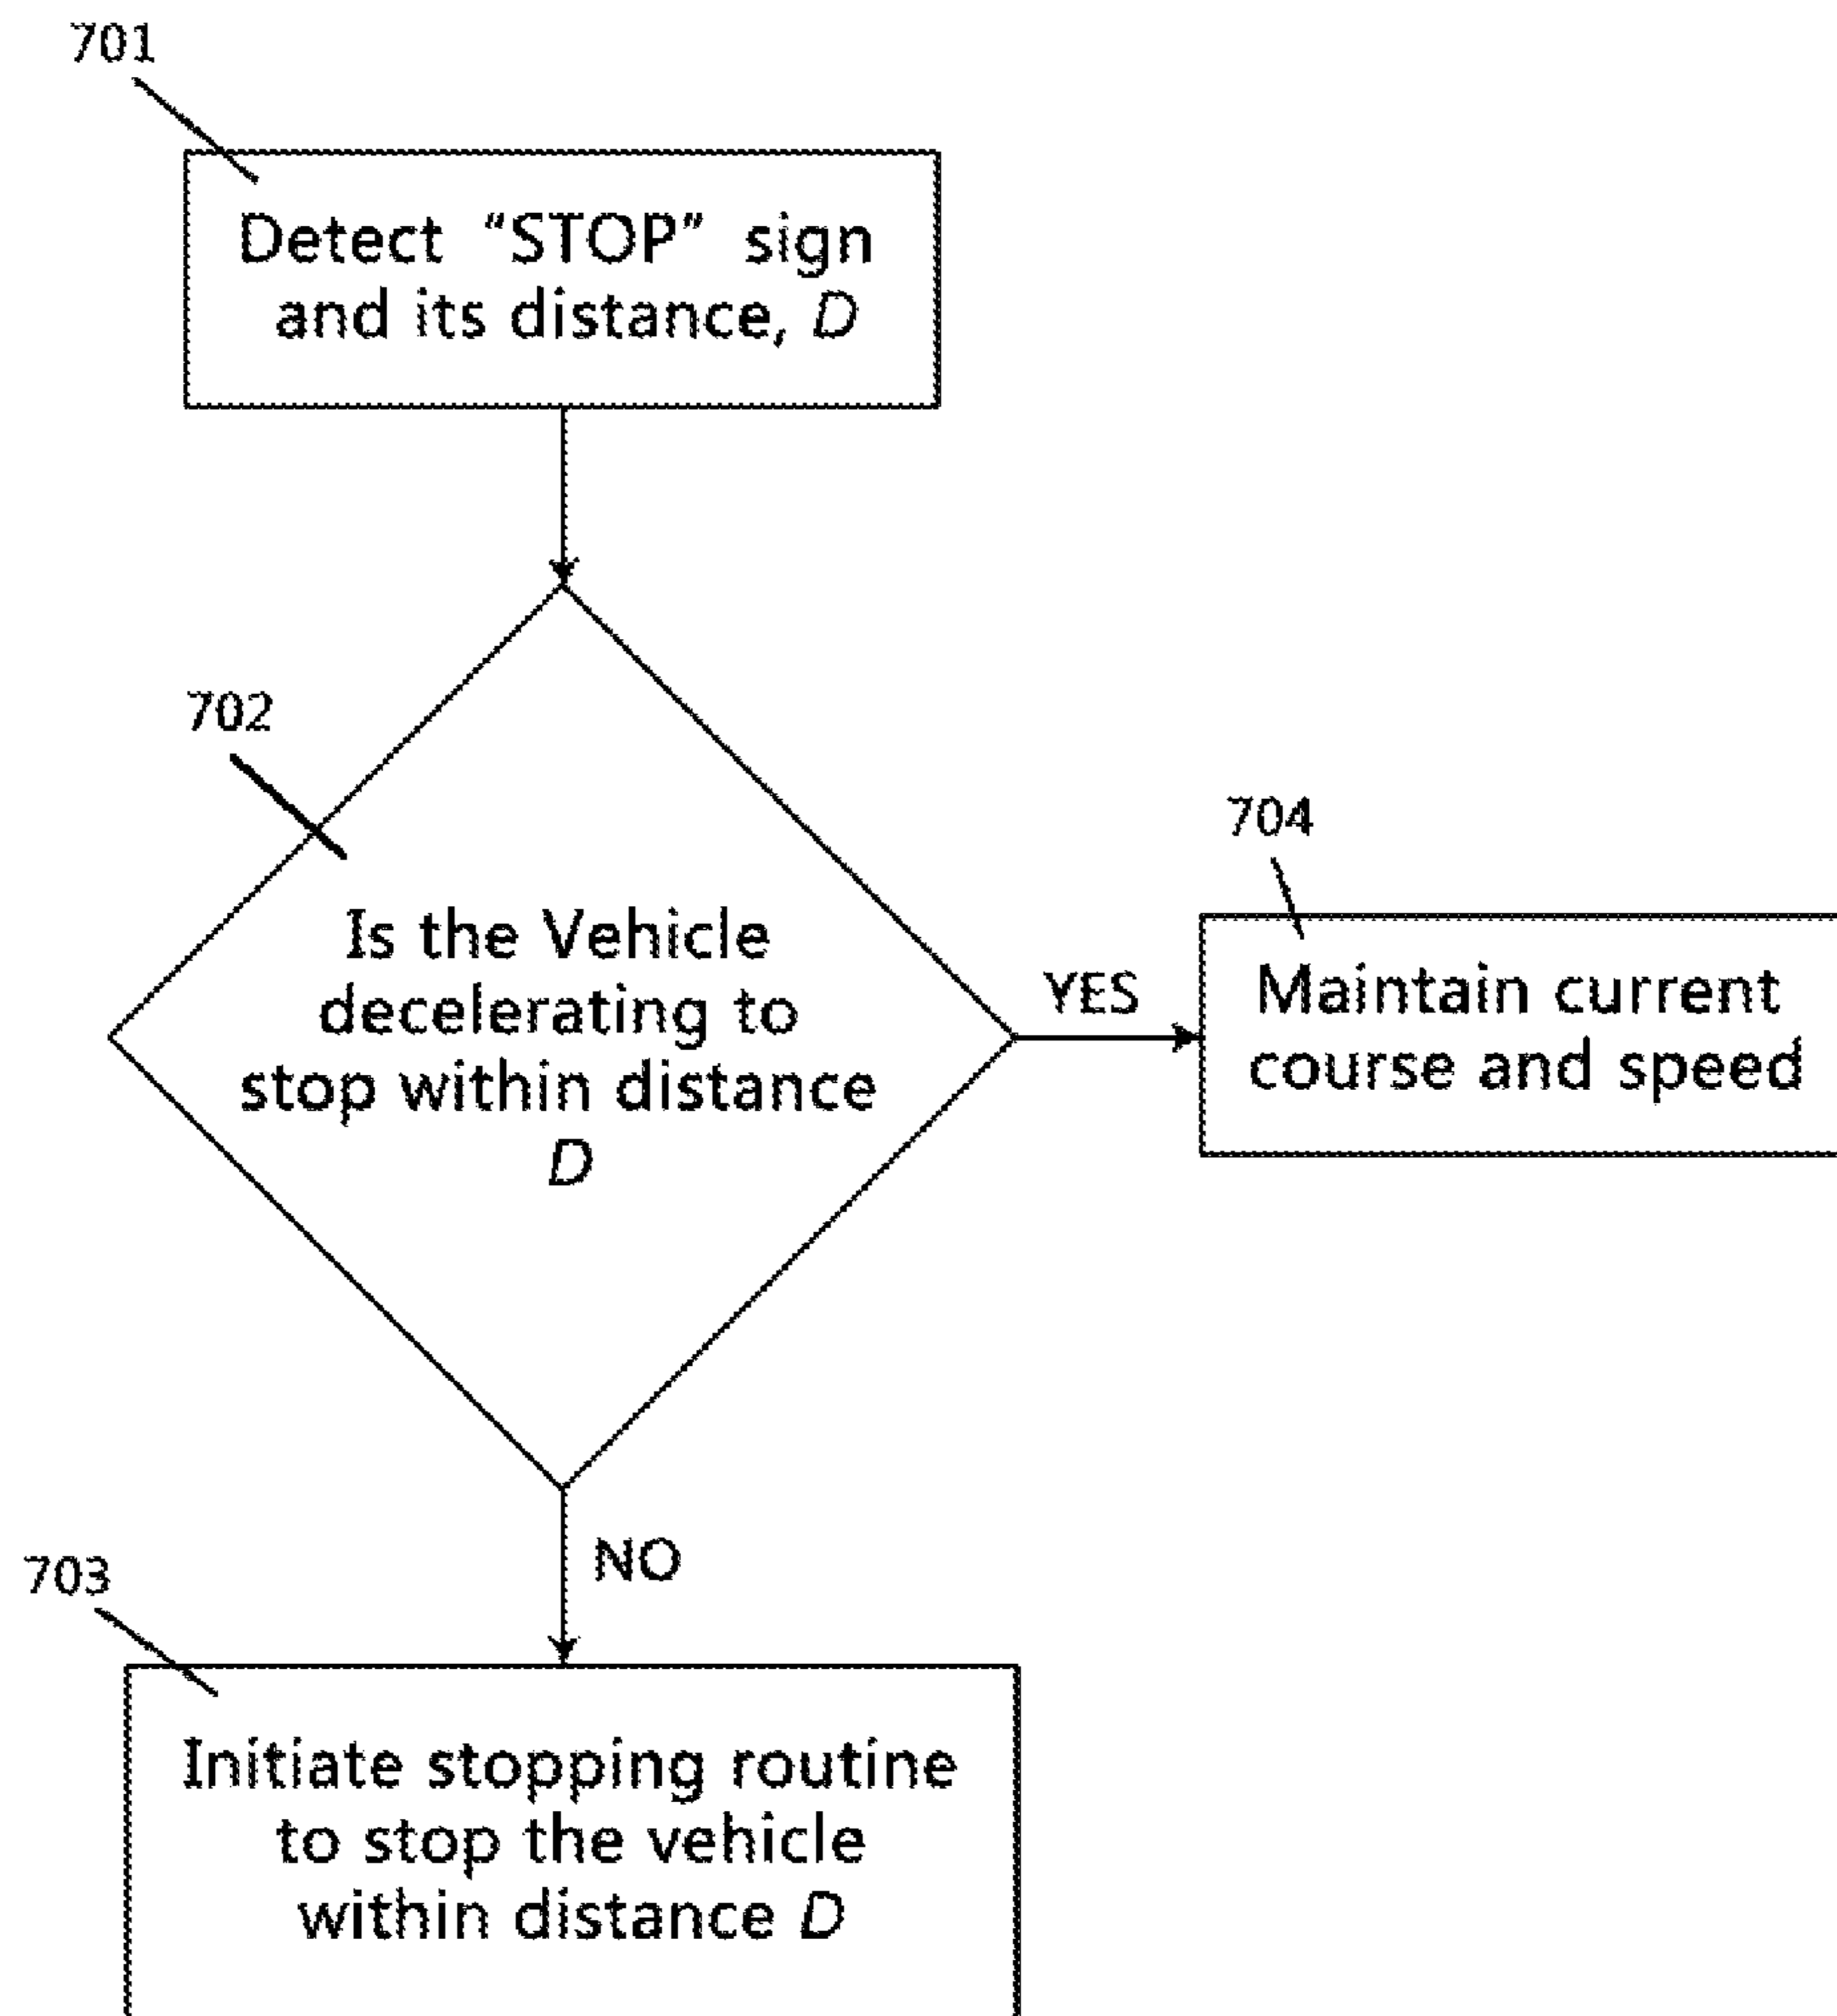 701
Detect “STOP” sign
and its distance, D
702
Is the Vehicle
decelerating to
stop within distance
D
YES
704
Maintain current
course and speed
NO
703
Initiate stopping routine
to stop the vehicle
within distance D